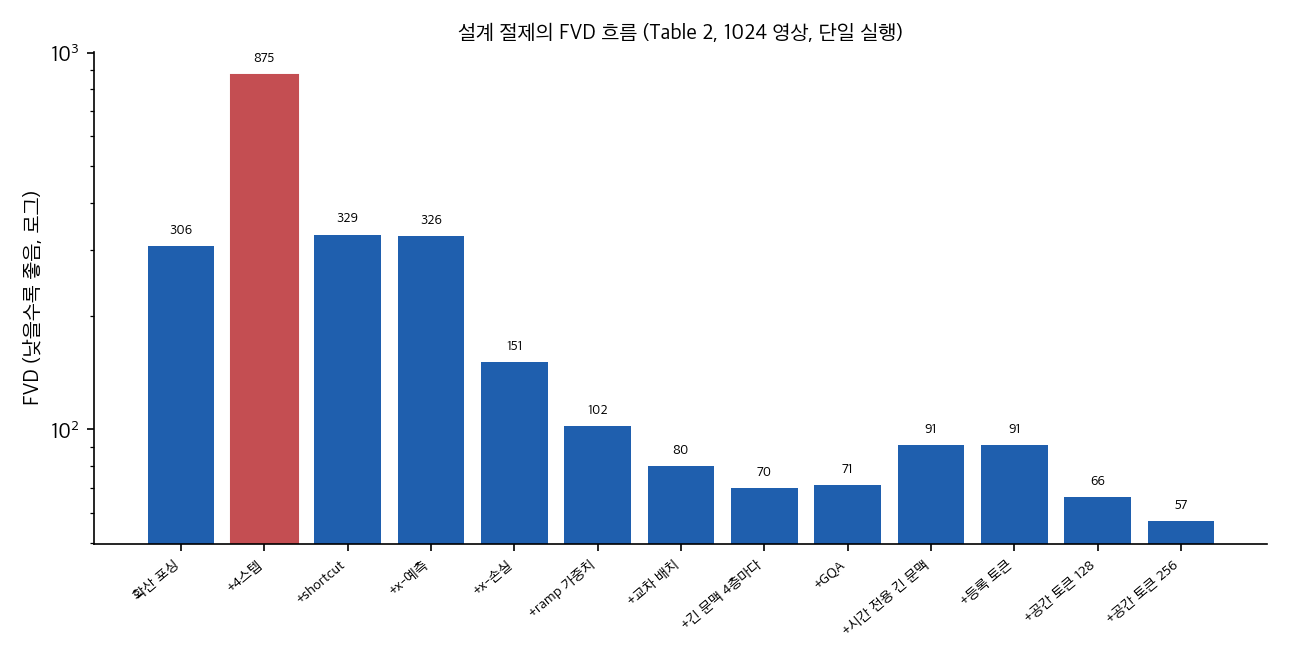 설계 절제의 FVD 흐름 (Table 2, 1024 영상, 단일 실행)
FVD (낮을수록 좋음, 로그)
10³
10²
306
875
329
326
151
102
80
70
71
91
91
66
57
확산 포싱
+4스텝
+shortcut
+x-예측
+x-손실
+ramp 가중치
+교차 배치
+긴 문맥 4층마다
+GQA
+시간 전용 긴 문맥
+등록 토큰
+공간 토큰 128
+공간 토큰 256